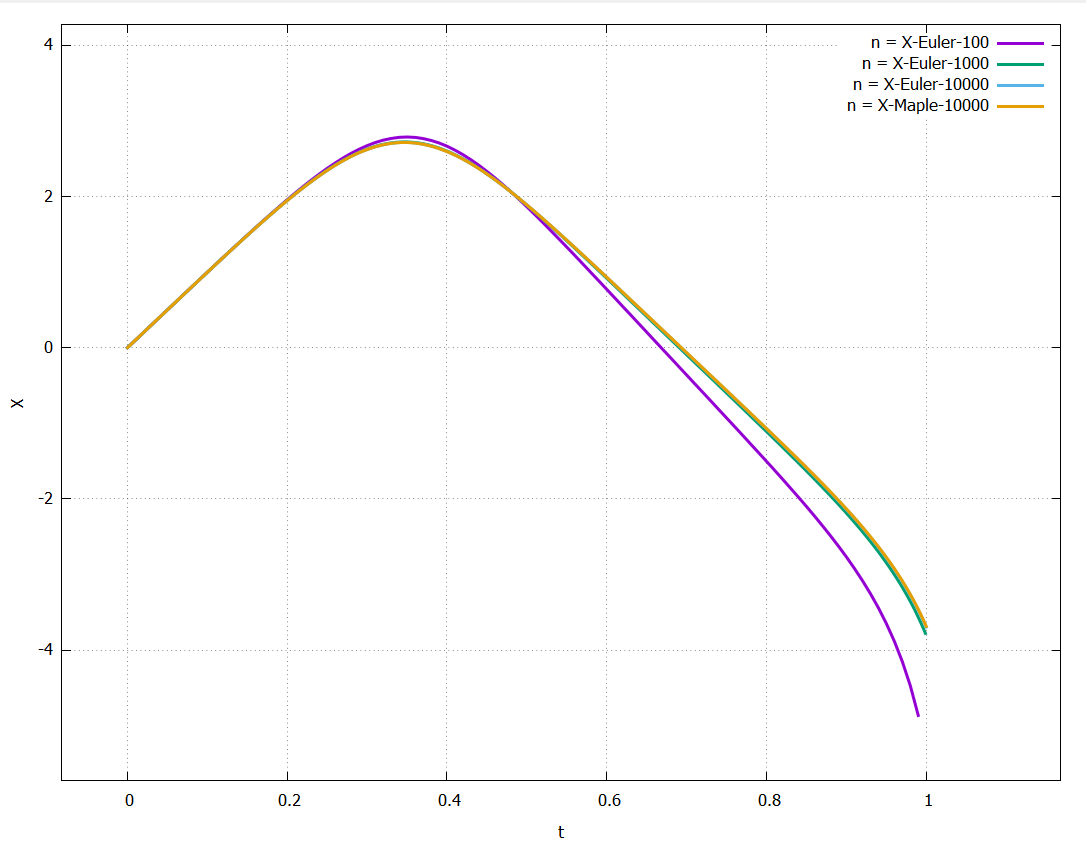 n = X-Euler-100
n = X-Euler-1000
n = X-Euler-10000
n = X-Maple-10000
4
2
0
-2
-4
X
0
0.2
0.4
0.6
0.8
1
t